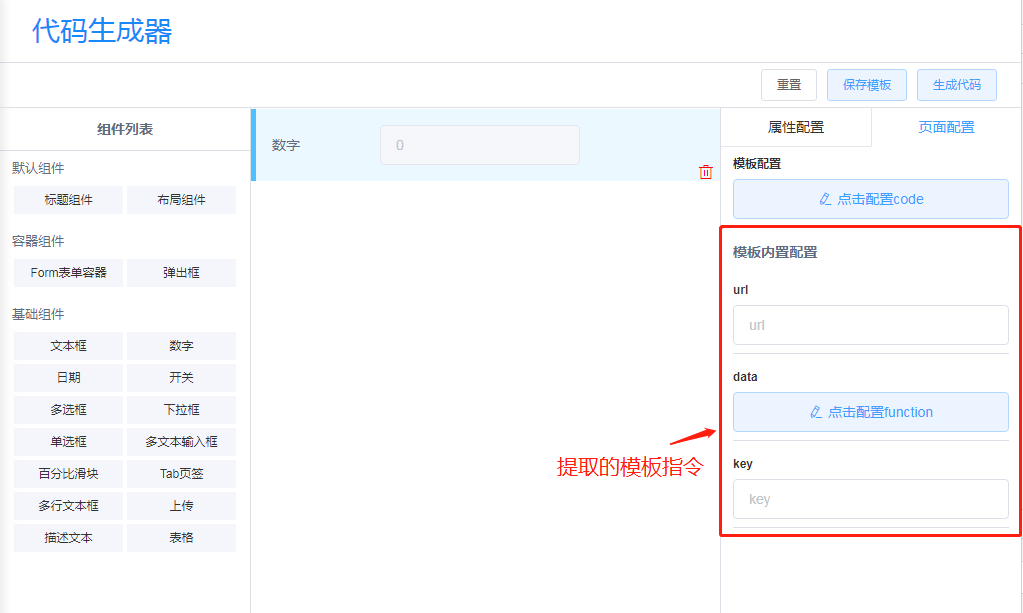 代码生成器
重置
保存模板
生成代码
组件列表
默认组件
标题组件
布局组件
容器组件
Form表单容器
弹出框
基础组件
文本框
数字
日期
开关
多选框
下拉框
单选框
多文本输入框
百分比滑块
Tab页签
多行文本框
上传
描述文本
表格
数字
0
提取的模板指令
属性配置
页面配置
模板配置
点击配置code
模板内置配置
url
url
data
点击配置function
key
key